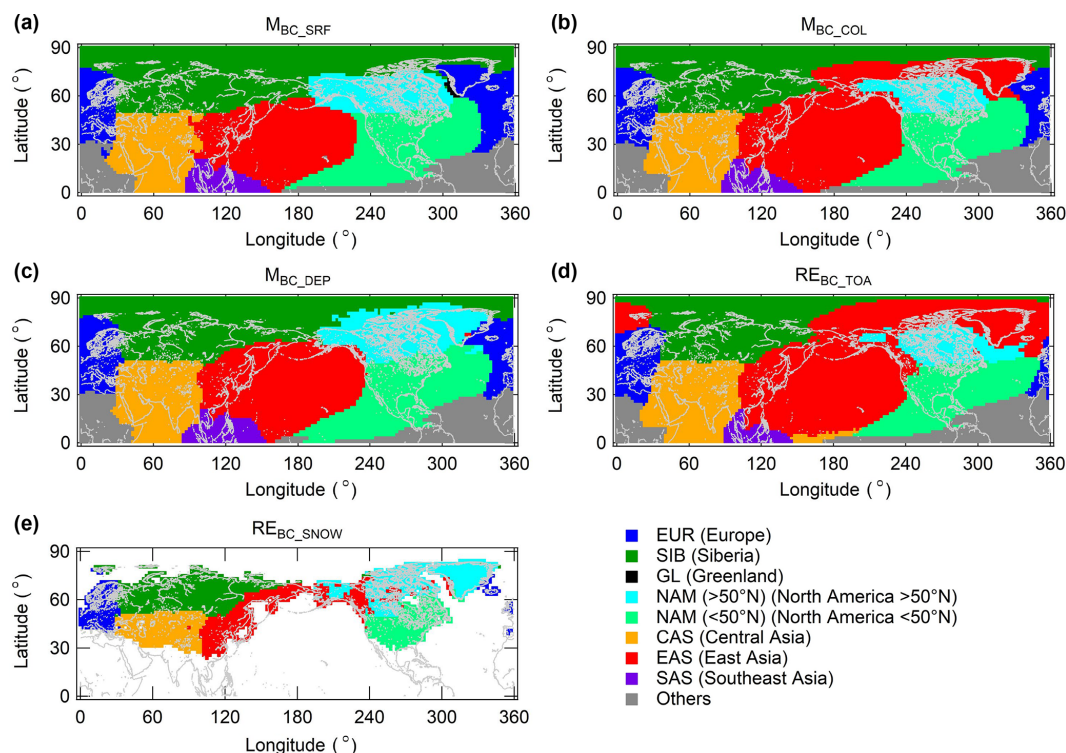 (a) M_BC_SRF
90
60
30
0
Latitude (°)
0 60 120 180 240 300 360
Longitude (°)
(b) M_BC_COL
90
60
30
0
Latitude (°)
0 60 120 180 240 300 360
Longitude (°)
(c) M_BC_DEP
90
60
30
0
Latitude (°)
0 60 120 180 240 300 360
Longitude (°)
(d) RE_BC_TOA
90
60
30
0
Latitude (°)
0 60 120 180 240 300 360
Longitude (°)
(e) RE_BC_SNOW
90
60
30
0
Latitude (°)
0 60 120 180 240 300 360
Longitude (°)
EUR (Europe)
SIB (Siberia)
GL (Greenland)
NAM (>50°N) (North America >50°N)
NAM (<50°N) (North America <50°N)
CAS (Central Asia)
EAS (East Asia)
SAS (Southeast Asia)
Others